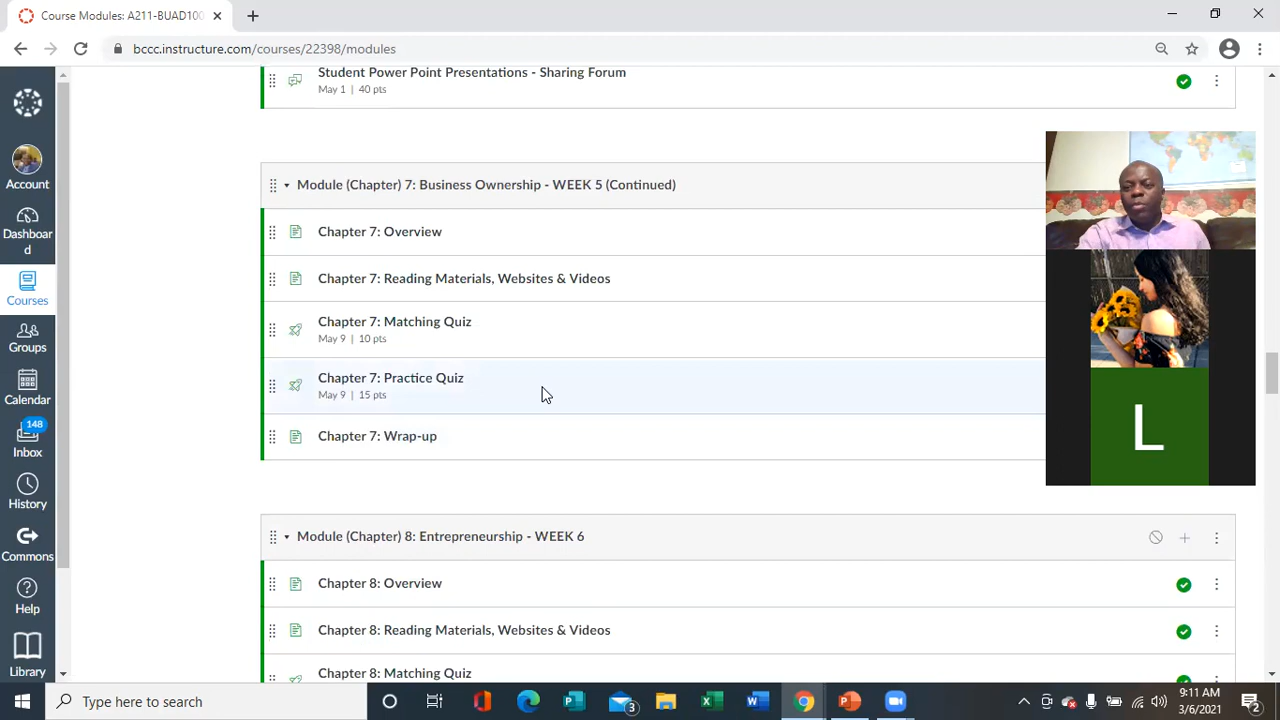 Course Modules: A211-BUAD100
bccc.instructure.com/courses/22398/modules
Student Power Point Presentations - Sharing Forum
May 1 | 40 pts
Module (Chapter) 7: Business Ownership - WEEK 5 (Continued)
Chapter 7: Overview
Chapter 7: Reading Materials, Websites & Videos
Chapter 7: Matching Quiz
May 9 | 10 pts
Chapter 7: Practice Quiz
May 9 | 15 pts
Chapter 7: Wrap-up
Module (Chapter) 8: Entrepreneurship - WEEK 6
Chapter 8: Overview
Chapter 8: Reading Materials, Websites & Videos
Chapter 8: Matching Quiz
Account
Dashboar
d
Courses
Groups
Calendar
148
Inbox
History
Commons
Help
Library
L
Type here to search
3
9:11 AM
3/6/2021
2